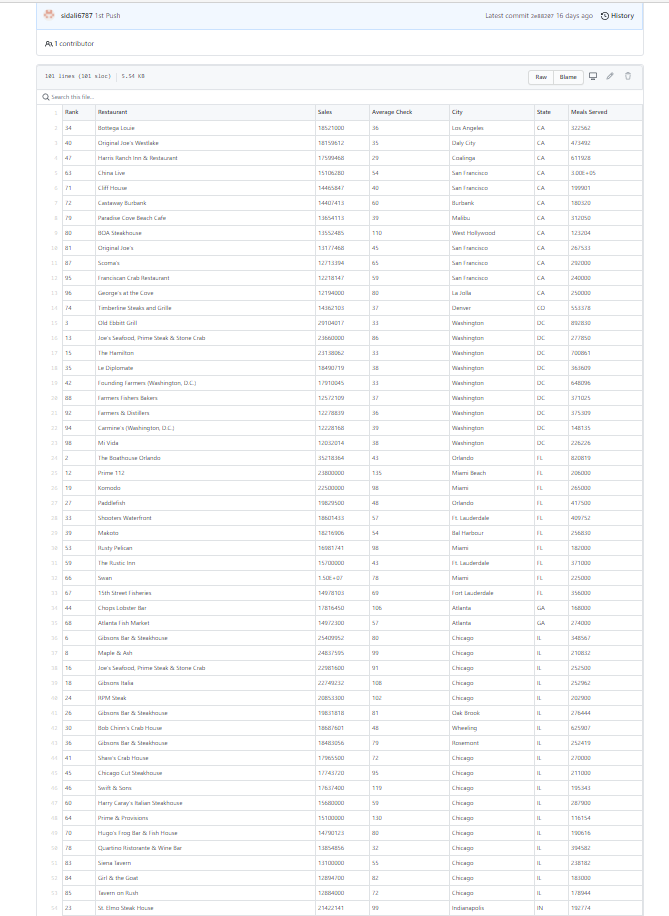 sidali6787 1st Push Latest commit 2e88287 16 days ago History
1 contributor
101 lines (101 sloc) | 5.54 KB Raw Blame
Search this file...
1 Rank Restaurant Sales Average Check City State Meals Served
2 34 Bottega Louie 18521000 36 Los Angeles CA 322562
3 40 Original Joe's Westlake 18159612 35 Daly City CA 473492
4 47 Harris Ranch Inn & Restaurant 17599468 29 Coalinga CA 611928
5 63 China Live 15106280 54 San Francisco CA 3.00E+05
6 71 Cliff House 14465847 40 San Francisco CA 199901
7 72 Castaway Burbank 14407413 60 Burbank CA 180320
8 79 Paradise Cove Beach Cafe 13654113 39 Malibu CA 312050
9 80 BOA Steakhouse 13552485 110 West Hollywood CA 123204
10 81 Original Joe's 13177468 45 San Francisco CA 267533
11 87 Scoma's 12713394 65 San Francisco CA 292000
12 95 Franciscan Crab Restaurant 12218147 59 San Francisco CA 240000
13 96 George's at the Cove 12194000 80 La Jolla CA 250000
14 74 Timberline Steaks and Grille 14362103 37 Denver CO 553378
15 3 Old Ebbitt Grill 29104017 33 Washington DC 892830
16 13 Joe's Seafood, Prime Steak & Stone Crab 23660000 86 Washington DC 277850
17 15 The Hamilton 23138062 33 Washington DC 700861
18 35 Le Diplomate 18490719 38 Washington DC 363609
19 42 Founding Farmers (Washington, D.C.) 17910045 33 Washington DC 648096
20 88 Farmers Fishers Bakers 12572109 37 Washington DC 371025
21 92 Farmers & Distillers 12278839 36 Washington DC 375309
22 94 Carmine's (Washington, D.C.) 12228168 39 Washington DC 148135
23 98 Mi Vida 12032014 38 Washington DC 226226
24 2 The Boathouse Orlando 35218364 43 Orlando FL 820819
25 12 Prime 112 23800000 135 Miami Beach FL 206000
26 19 Komodo 22500000 98 Miami FL 265000
27 27 Paddlefish 19829500 48 Orlando FL 417500
28 33 Shooters Waterfront 18601433 57 Ft. Lauderdale FL 409752
29 39 Makoto 18216906 54 Bal Harbour FL 256830
30 53 Rusty Pelican 16981741 98 Miami FL 182000
31 59 The Rustic Inn 15700000 43 Ft. Lauderdale FL 371000
32 66 Swan 1.50E+07 78 Miami FL 225000
33 67 15th Street Fisheries 14978103 69 Fort Lauderdale FL 356000
34 44 Chops Lobster Bar 17816450 106 Atlanta GA 168000
35 68 Atlanta Fish Market 14972300 57 Atlanta GA 274000
36 6 Gibsons Bar & Steakhouse 25409952 80 Chicago IL 348567
37 8 Maple & Ash 24837595 99 Chicago IL 210832
38 16 Joe's Seafood, Prime Steak & Stone Crab 22981600 91 Chicago IL 252500
39 18 Gibsons Italia 22749232 108 Chicago IL 252962
40 24 RPM Steak 20853300 102 Chicago IL 202900
41 26 Gibsons Bar & Steakhouse 19831818 81 Oak Brook IL 276444
42 30 Bob Chinn's Crab House 18687601 48 Wheeling IL 625907
43 36 Gibsons Bar & Steakhouse 18483056 79 Rosemont IL 252419
44 41 Shaw's Crab House 17965500 72 Chicago IL 270000
45 45 Chicago Cut Steakhouse 17743720 95 Chicago IL 211000
46 46 Swift & Sons 17637400 119 Chicago IL 195343
47 60 Harry Caray's Italian Steakhouse 15680000 59 Chicago IL 287900
48 64 Prime & Provisions 15100000 130 Chicago IL 116154
49 70 Hugo's Frog Bar & Fish House 14790123 80 Chicago IL 190616
50 78 Quartino Ristorante & Wine Bar 13854856 32 Chicago IL 394582
51 83 Siena Tavern 13100000 55 Chicago IL 238182
52 84 Girl & the Goat 12894700 82 Chicago IL 183000
53 85 Tavern on Rush 12884000 72 Chicago IL 178944
54 23 St. Elmo Steak House 21422141 99 Indianapolis IN 192774